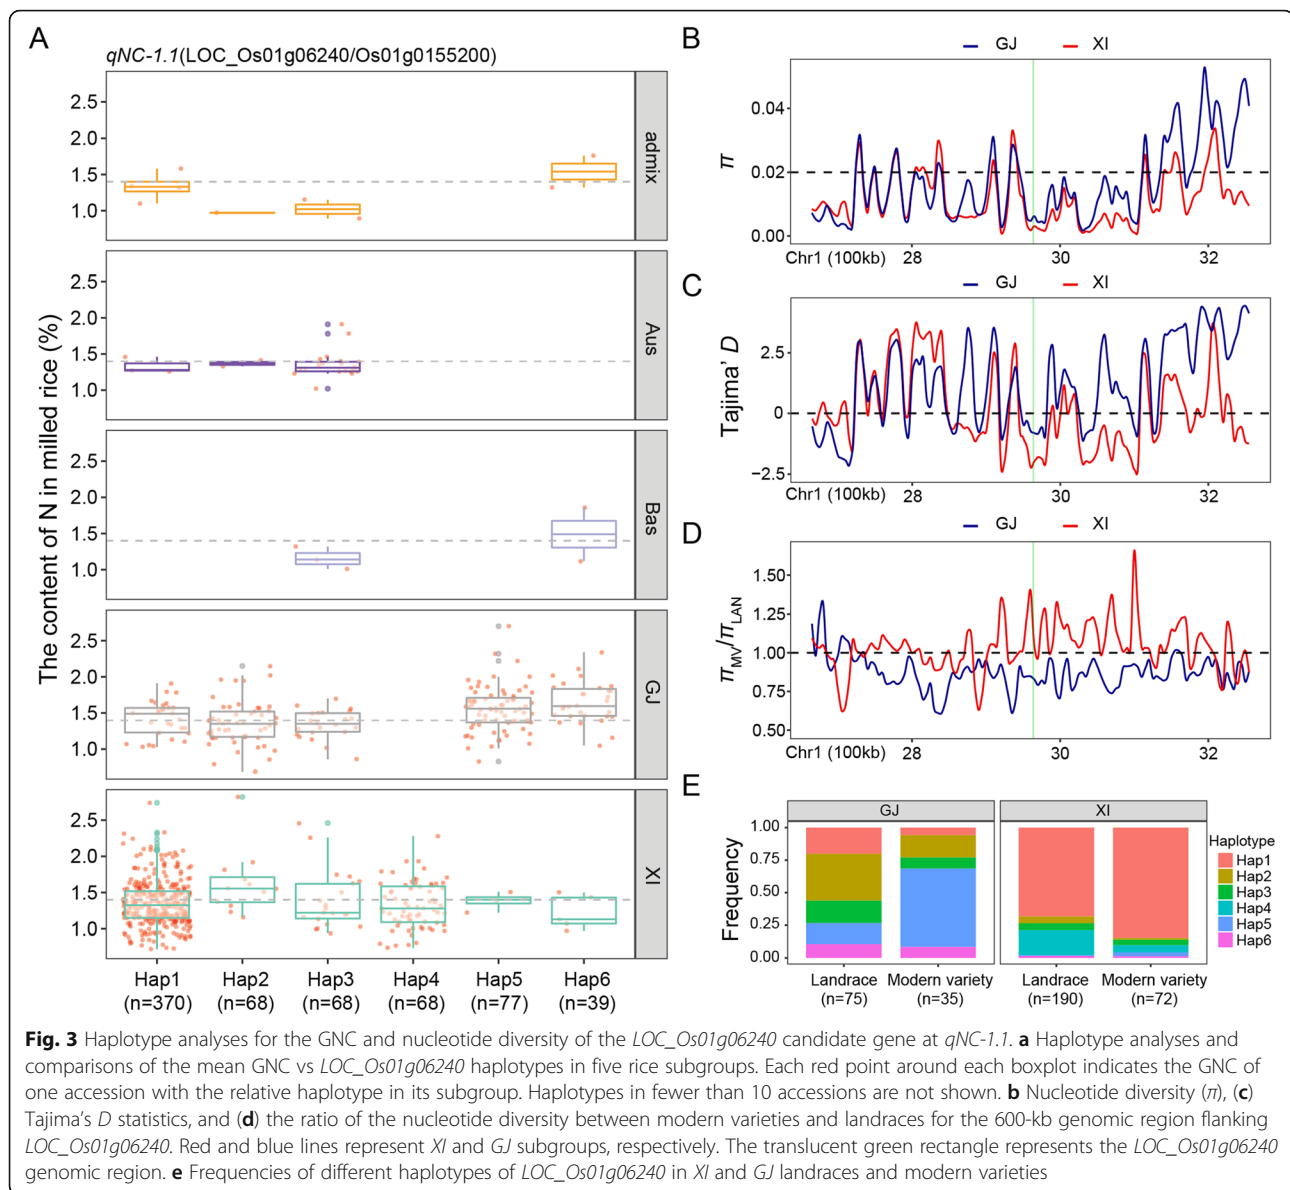 A
qNC-1.1(LOC_Os01g06240/Os01g0155200)
The content of N in milled rice (%)
2.5
2.0
1.5
1.0
admix
2.5
2.0
1.5
1.0
Aus
2.5
2.0
1.5
1.0
Bas
2.5
2.0
1.5
1.0
GJ
2.5
2.0
1.5
1.0
XI
Hap1 Hap2 Hap3 Hap4 Hap5 Hap6
(n=370) (n=68) (n=68) (n=68) (n=77) (n=39)
B
GJ XI
π
0.04
0.02
0.00
Chr1 (100kb) 28 30 32
C
GJ XI
Tajima' D
2.5
0
−2.5
Chr1 (100kb) 28 30 32
D
GJ XI
πMV/πLAN
1.50
1.25
1.00
0.75
0.50
Chr1 (100kb) 28 30 32
E
GJ XI
Frequency
1.00
0.75
0.50
0.25
0.00
Landrace Modern variety Landrace Modern variety
(n=75) (n=35) (n=190) (n=72)
Haplotype
Hap1
Hap2
Hap3
Hap4
Hap5
Hap6
Fig. 3 Haplotype analyses for the GNC and nucleotide diversity of the LOC_Os01g06240 candidate gene at qNC-1.1. a Haplotype analyses and
comparisons of the mean GNC vs LOC_Os01g06240 haplotypes in five rice subgroups. Each red point around each boxplot indicates the GNC of
one accession with the relative haplotype in its subgroup. Haplotypes in fewer than 10 accessions are not shown. b Nucleotide diversity (π), (c)
Tajima's D statistics, and (d) the ratio of the nucleotide diversity between modern varieties and landraces for the 600-kb genomic region flanking
LOC_Os01g06240. Red and blue lines represent XI and GJ subgroups, respectively. The translucent green rectangle represents the LOC_Os01g06240
genomic region. e Frequencies of different haplotypes of LOC_Os01g06240 in XI and GJ landraces and modern varieties